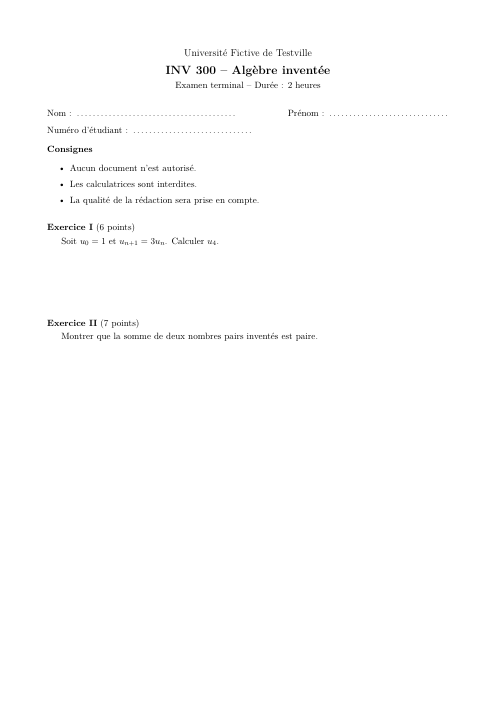 Université Fictive de Testville
INV 300 – Algèbre inventée
Examen terminal – Durée : 2 heures
Nom : ........................................ Prénom : ..............................
Numéro d'étudiant : ..............................
Consignes
• Aucun document n'est autorisé.
• Les calculatrices sont interdites.
• La qualité de la rédaction sera prise en compte.
Exercice I (6 points)
Soit u₀ = 1 et uₙ₊₁ = 3uₙ. Calculer u₄.
Exercice II (7 points)
Montrer que la somme de deux nombres pairs inventés est paire.